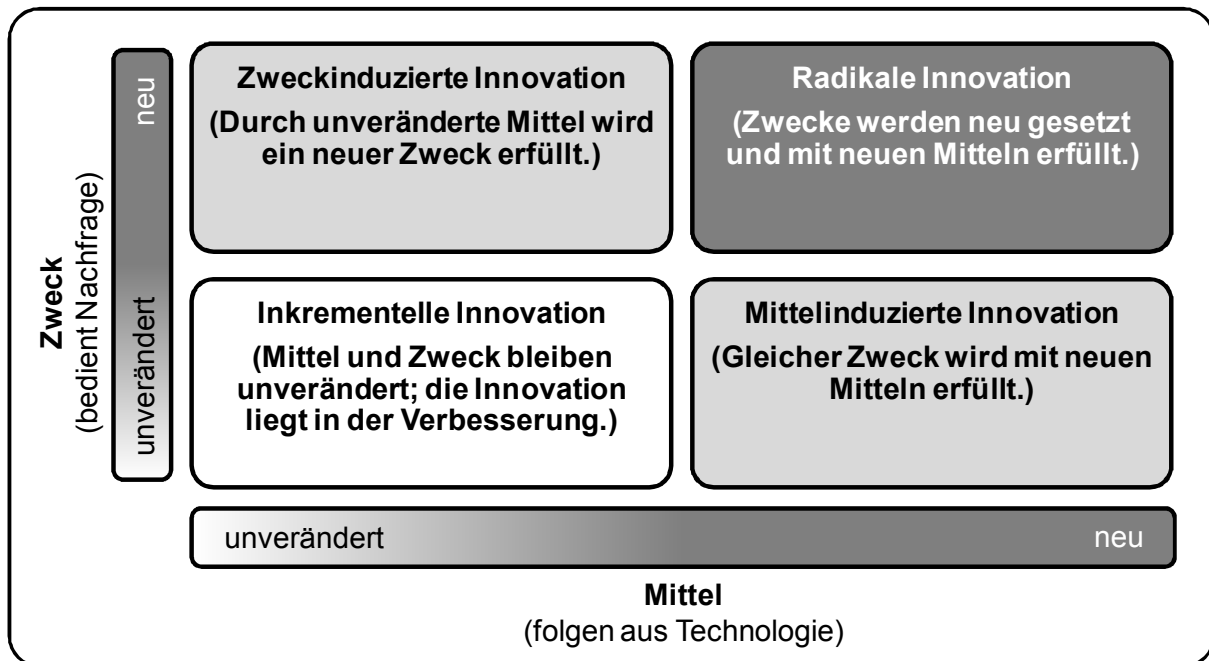 neu
unverändert
Zweck
(bedient Nachfrage)
Zweckinduzierte Innovation
(Durch unveränderte Mittel wird
ein neuer Zweck erfüllt.)
Radikale Innovation
(Zwecke werden neu gesetzt
und mit neuen Mitteln erfüllt.)
Inkrementelle Innovation
(Mittel und Zweck bleiben
unverändert; die Innovation
liegt in der Verbesserung.)
Mittelinduzierte Innovation
(Gleicher Zweck wird mit neuen
Mitteln erfüllt.)
unverändert
neu
Mittel
(folgen aus Technologie)